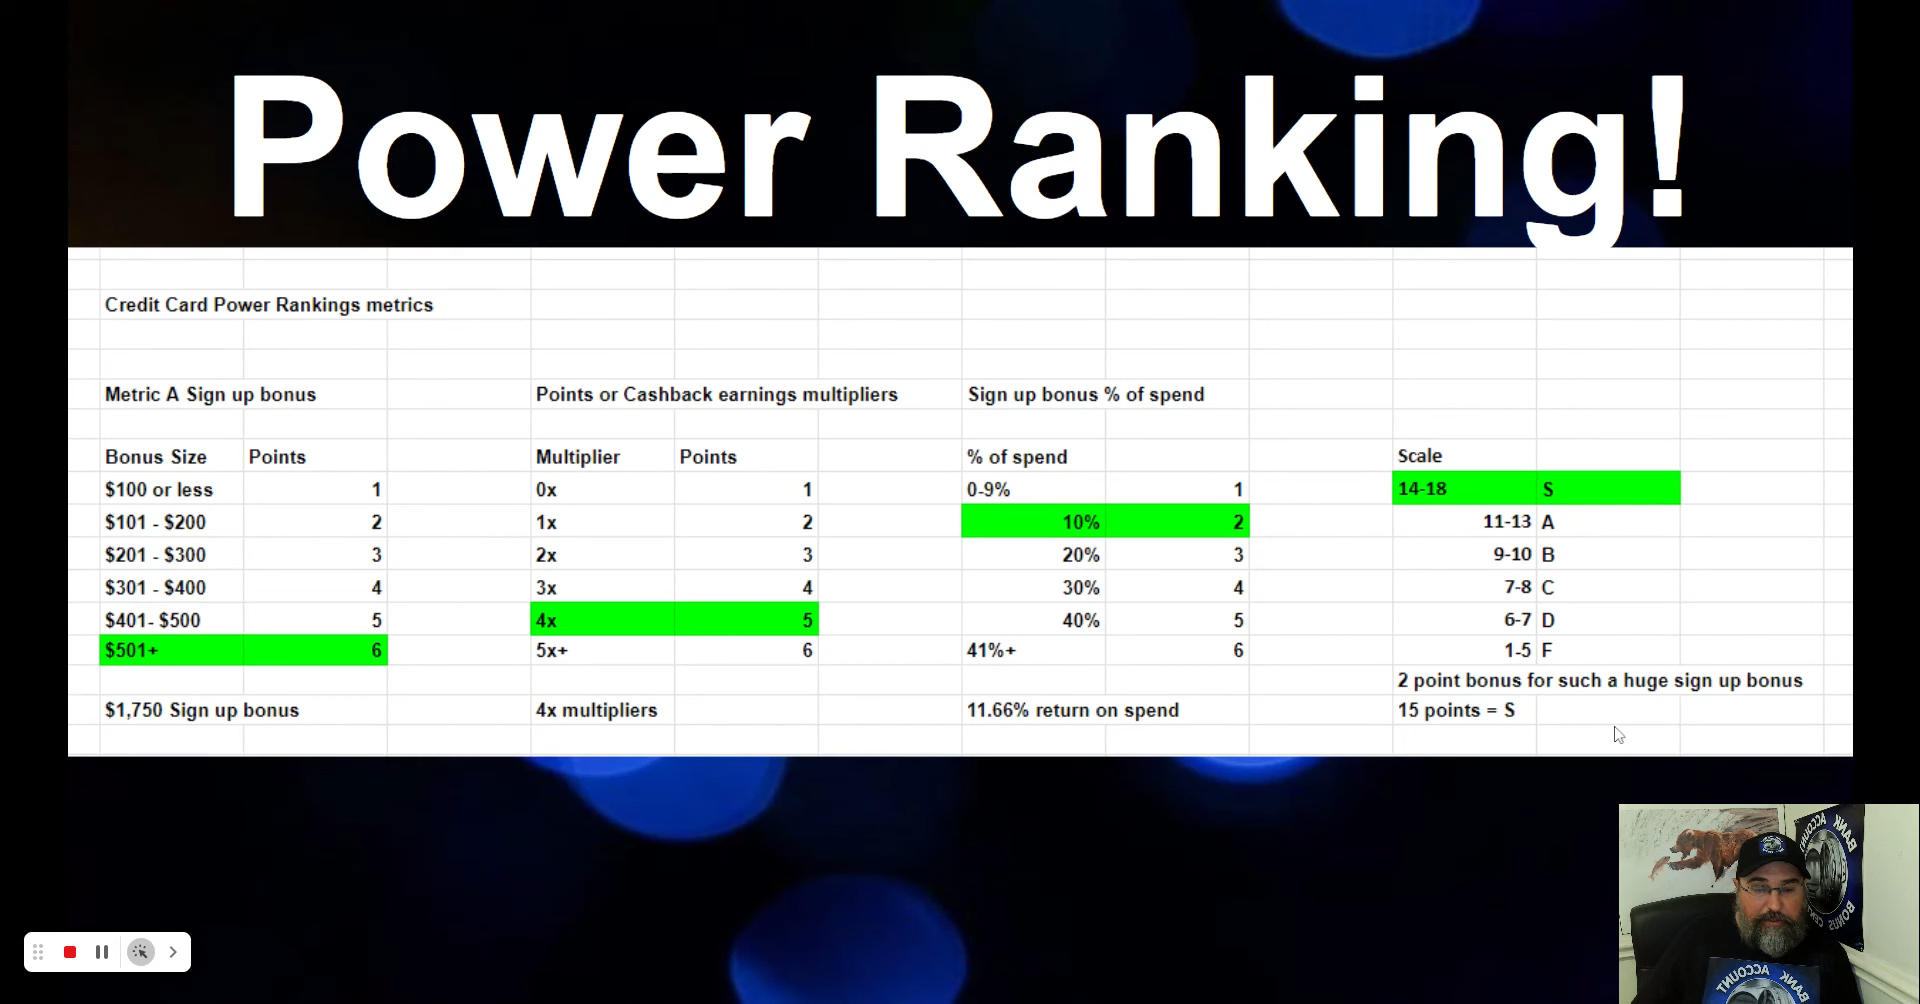 Power Ranking!
Credit Card Power Rankings metrics
Metric A Sign up bonus	Points or Cashback earnings multipliers	Sign up bonus % of spend
Bonus Size	Points	Multiplier	Points	% of spend	Scale
$100 or less	1	0x	1	0-9%	1	14-18	S
$101 - $200	2	1x	2	10%	2	11-13	A
$201 - $300	3	2x	3	20%	3	9-10	B
$301 - $400	4	3x	4	30%	4	7-8	C
$401- $500	5	4x	5	40%	5	6-7	D
$501+	6	5x+	6	41%+	6	1-5	F
2 point bonus for such a huge sign up bonus
$1,750 Sign up bonus	4x multipliers	11.66% return on spend	15 points = S
BANK ACCOUNT
BONUS
ACCOUNT